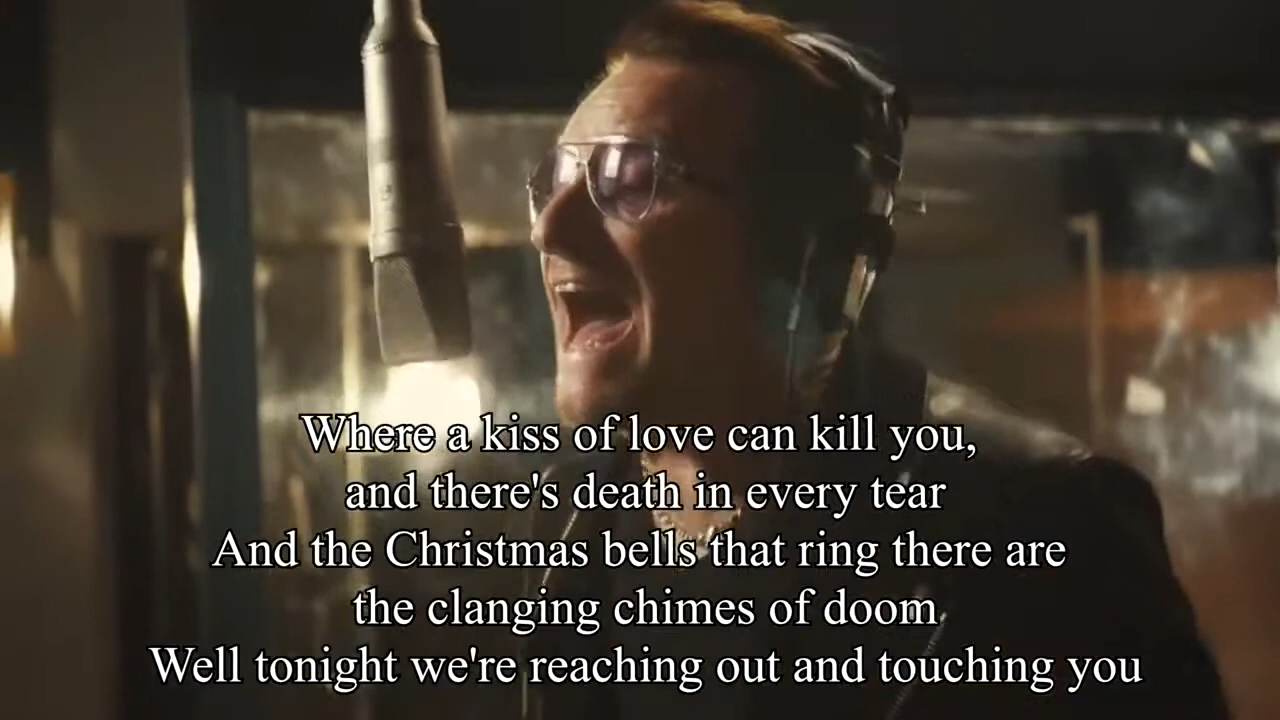 Where a kiss of love can kill you,
and there's death in every tear
And the Christmas bells that ring there are
the clanging chimes of doom
Well tonight we're reaching out and touching you